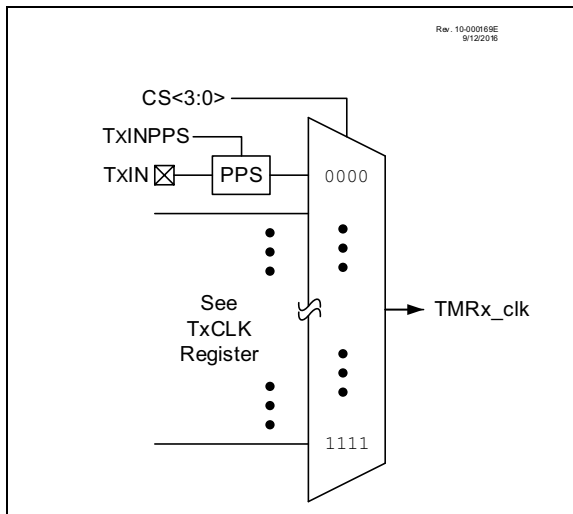 Rev. 10-000169E
9/12/2016
CS<3:0>
TxINPPS
TxIN
PPS
0000
See
TxCLK
Register
TMRx_clk
1111